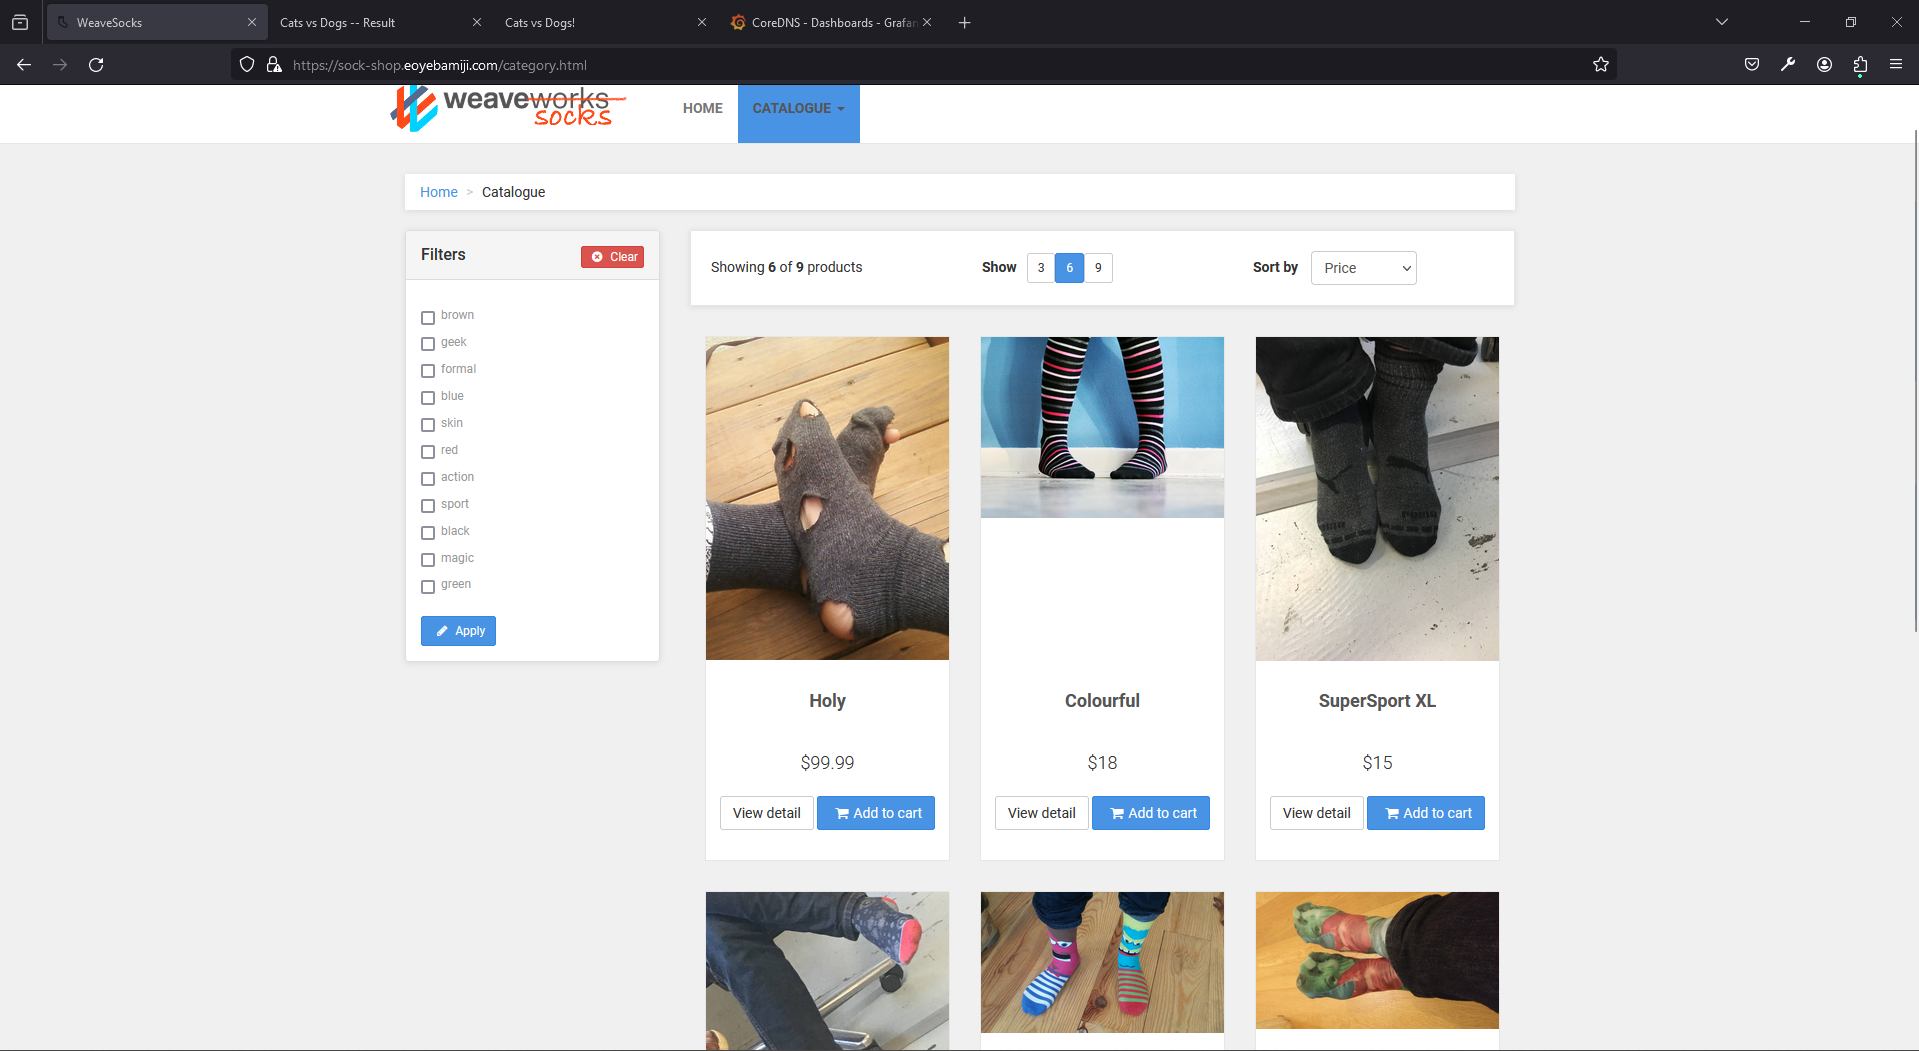 WeaveSocks
Cats vs Dogs -- Result
Cats vs Dogs!
CoreDNS - Dashboards - Grafan
https://sock-shop.eoyebamiji.com/category.html
weaveworks
socks
HOME
CATALOGUE
Home > Catalogue
Filters
Clear
Showing 6 of 9 products
Show 3 6 9
Sort by Price
brown
geek
formal
blue
skin
red
action
sport
black
magic
green
Apply
Holy
Colourful
SuperSport XL
$99.99
$18
$15
View detail Add to cart
View detail Add to cart
View detail Add to cart